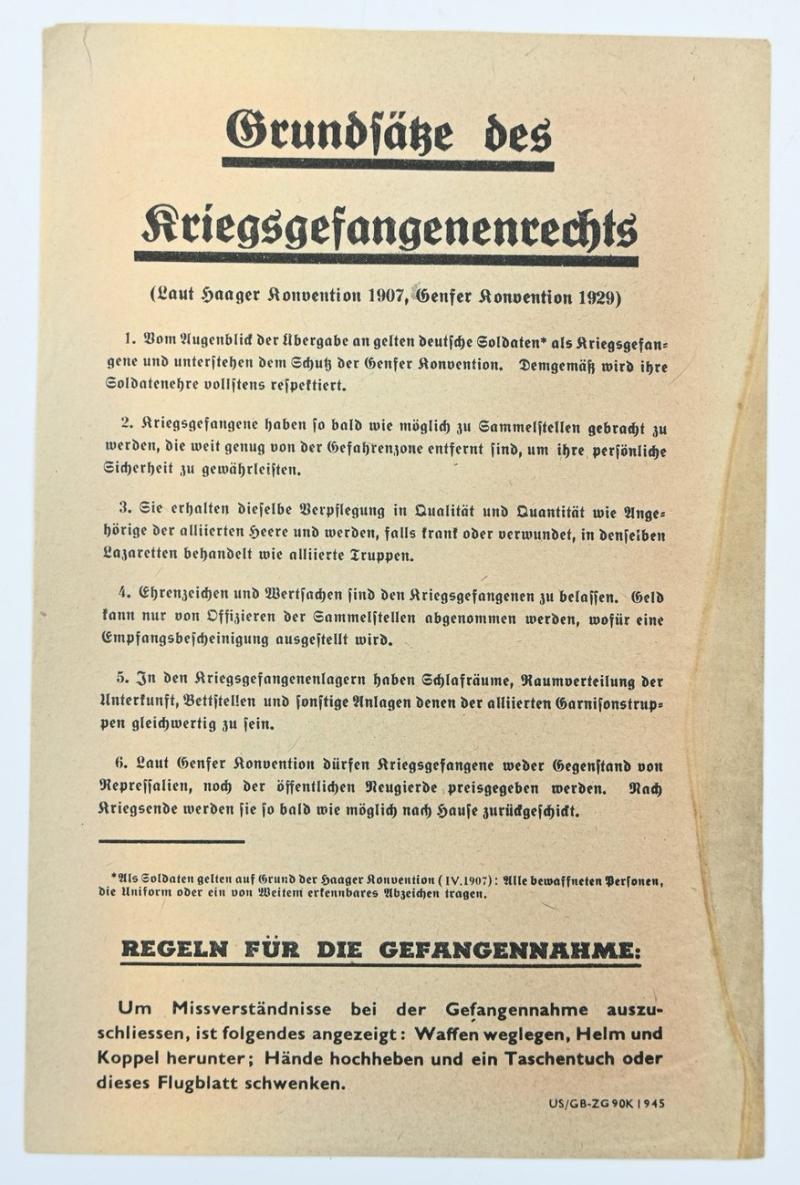 Grundsätze des
Kriegsgefangenenrechts
(Laut Haager Konvention 1907, Genfer Konvention 1929)
1. Vom Augenblick der Übergabe an gelten deutsche Soldaten* als Kriegsgefan-
gene und unterstehen dem Schutz der Genfer Konvention. Demgemäß wird ihre
Soldatenehre vollstens respektiert.
2. Kriegsgefangene haben so bald wie möglich zu Sammelstellen gebracht zu
werden, die weit genug von der Gefahrenzone entfernt sind, um ihre persönliche
Sicherheit zu gewährleisten.
3. Sie erhalten dieselbe Verpflegung in Qualität und Quantität wie Ange-
hörige der alliierten Heere und werden, falls krank oder verwundet, in denselben
Lazaretten behandelt wie alliierte Truppen.
4. Ehrenzeichen und Wertsachen sind den Kriegsgefangenen zu belassen. Geld
kann nur von Offizieren der Sammelstellen abgenommen werden, wofür eine
Empfangsbescheinigung ausgestellt wird.
5. In den Kriegsgefangenenlagern haben Schlafräume, Raumverteilung der
Unterkunft, Bettstellen und sonstige Anlagen denen der alliierten Garnisonstrup-
pen gleichwertig zu sein.
6. Laut Genfer Konvention dürfen Kriegsgefangene weder Gegenstand von
Repressalien, noch der öffentlichen Neugierde preisgegeben werden. Nach
Kriegsende werden sie so bald wie möglich nach Hause zurückgeschickt.
*Als Soldaten gelten auf Grund der Haager Konvention (IV.1907): Alle bewaffneten Personen,
die Uniform oder ein von Weitem erkennbares Abzeichen tragen.
REGELN FÜR DIE GEFANGENNAHME:
Um Missverständnisse bei der Gefangennahme auszu-
schliessen, ist folgendes angezeigt: Waffen weglegen, Helm und
Koppel herunter; Hände hochheben und ein Taschentuch oder
dieses Flugblatt schwenken.
US/GB-ZG 90K 1945